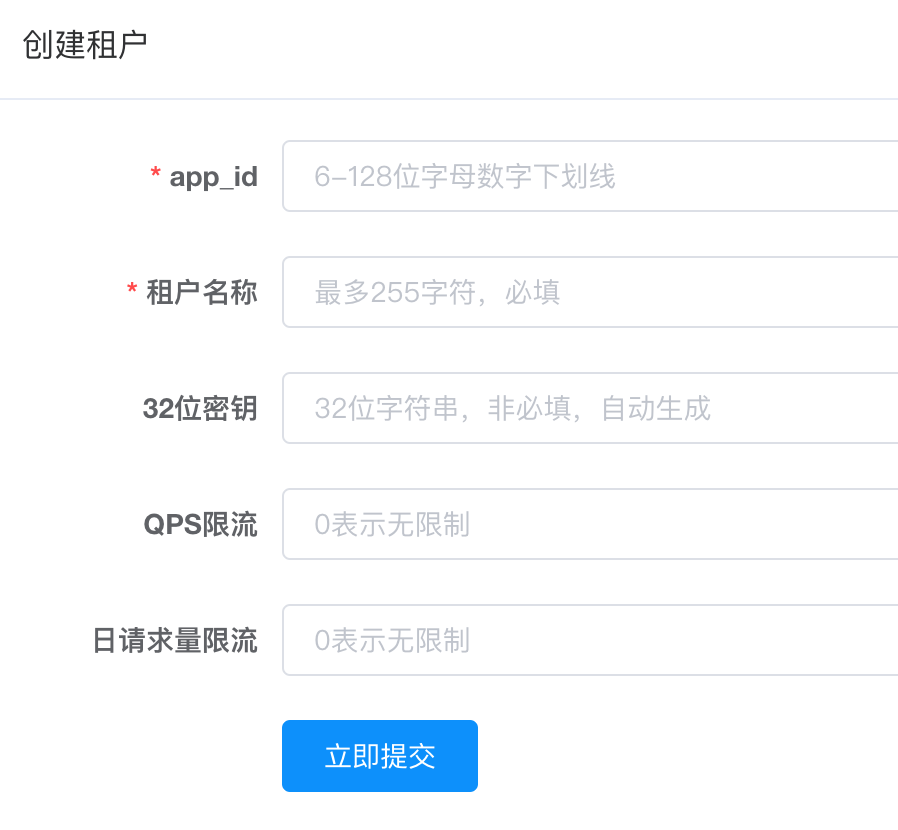 创建租户
* app_id 6-128位字母数字下划线
* 租户名称 最多255字符，必填
32位密钥 32位字符串，非必填，自动生成
QPS限流 0表示无限制
日请求量限流 0表示无限制
立即提交